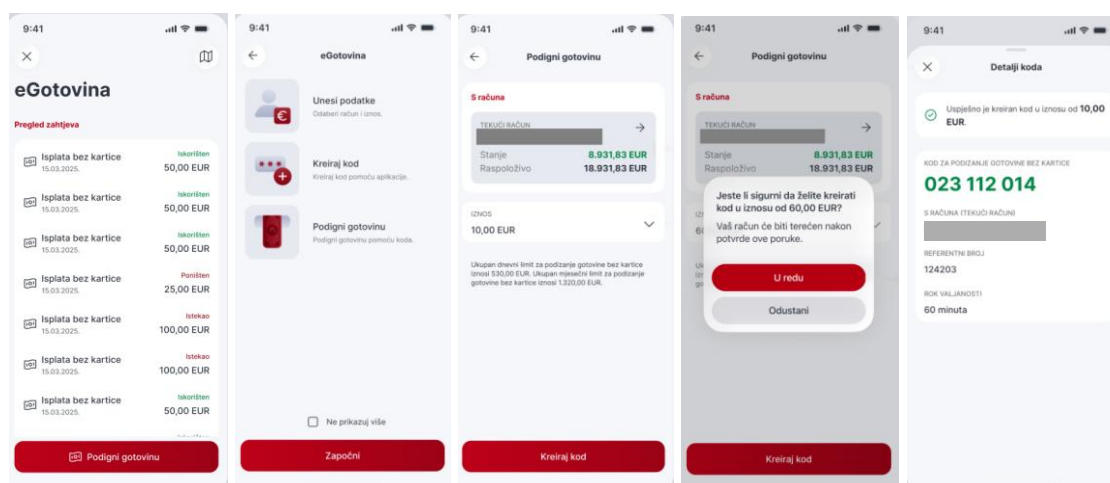 9:41
eGotovina
Pregled zahtjeva
Isplata bez kartice
15.03.2025.
Iskorišten
50,00 EUR
Isplata bez kartice
15.03.2025.
Iskorišten
50,00 EUR
Isplata bez kartice
15.03.2025.
Iskorišten
50,00 EUR
Isplata bez kartice
15.03.2025.
Poništen
25,00 EUR
Isplata bez kartice
15.03.2025.
Istekao
100,00 EUR
Isplata bez kartice
15.03.2025.
Istekao
100,00 EUR
Isplata bez kartice
15.03.2025.
Iskorišten
50,00 EUR
Podigni gotovinu
9:41
eGotovina
Unesi podatke
Odaberi račun i iznos.
Kreiraj kod
Kreiraj kod pomoću aplikacije.
Podigni gotovinu
Podigni gotovinu pomoću koda.
Ne prikazuj više
Započni
9:41
Podigni gotovinu
S računa
TEKUĆI RAČUN
Stanje 8.931,83 EUR
Raspoloživo 18.931,83 EUR
IZNOS
10,00 EUR
Ukupan dnevni limit za podizanje gotovine bez kartice
iznosi 530,00 EUR. Ukupan mjesečni limit za podizanje
gotovine bez kartice iznosi 1.320,00 EUR.
Kreiraj kod
9:41
Podigni gotovinu
S računa
TEKUĆI RAČUN
Stanje 8.931,83 EUR
Raspoloživo 18.931,83 EUR
Jeste li sigurni da želite kreirati
kod u iznosu od 60,00 EUR?
Vaš račun će biti terećen nakon
potvrde ove poruke.
U redu
Odustani
Kreiraj kod
9:41
Detalji koda
Uspješno je kreiran kod u iznosu od 10,00
EUR.
KOD ZA PODIZANJE GOTOVINE BEZ KARTICE
023 112 014
S RAČUNA (TEKUĆI RAČUN)
REFERENTNI BROJ
124203
ROK VALJANOSTI
60 minuta